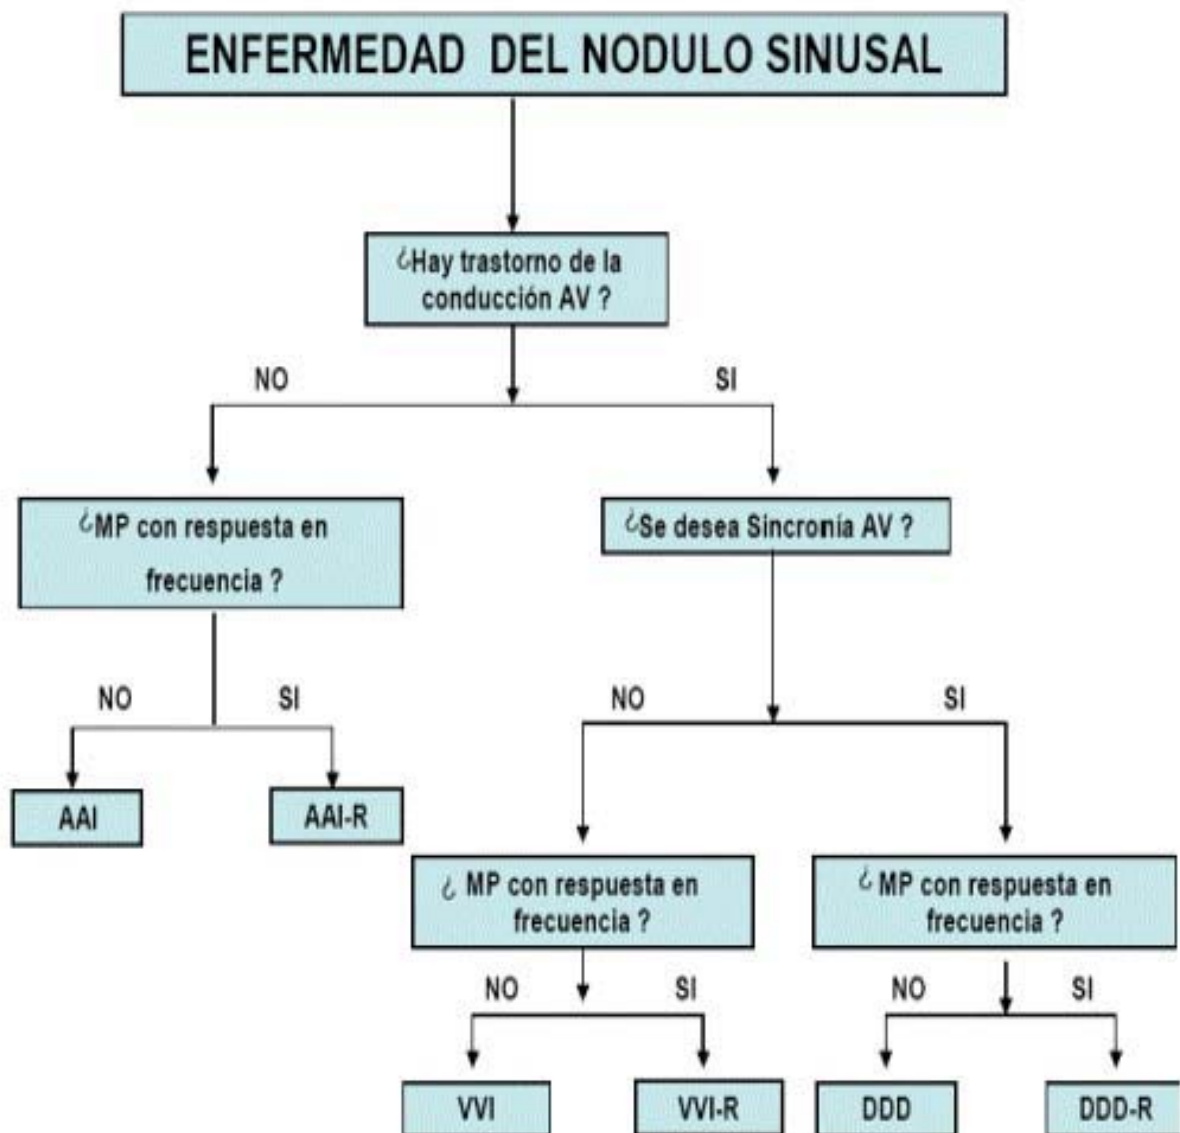 ENFERMEDAD DEL NODULO SINUSAL
¿Hay trastorno de la
conducción AV ?
NO
SI
¿MP con respuesta en
frecuencia ?
¿Se desea Sincronía AV ?
NO
SI
NO
SI
AAI
AAI-R
¿ MP con respuesta en
frecuencia ?
¿ MP con respuesta en
frecuencia ?
NO
SI
NO
SI
VVI
VVI-R
DDD
DDD-R